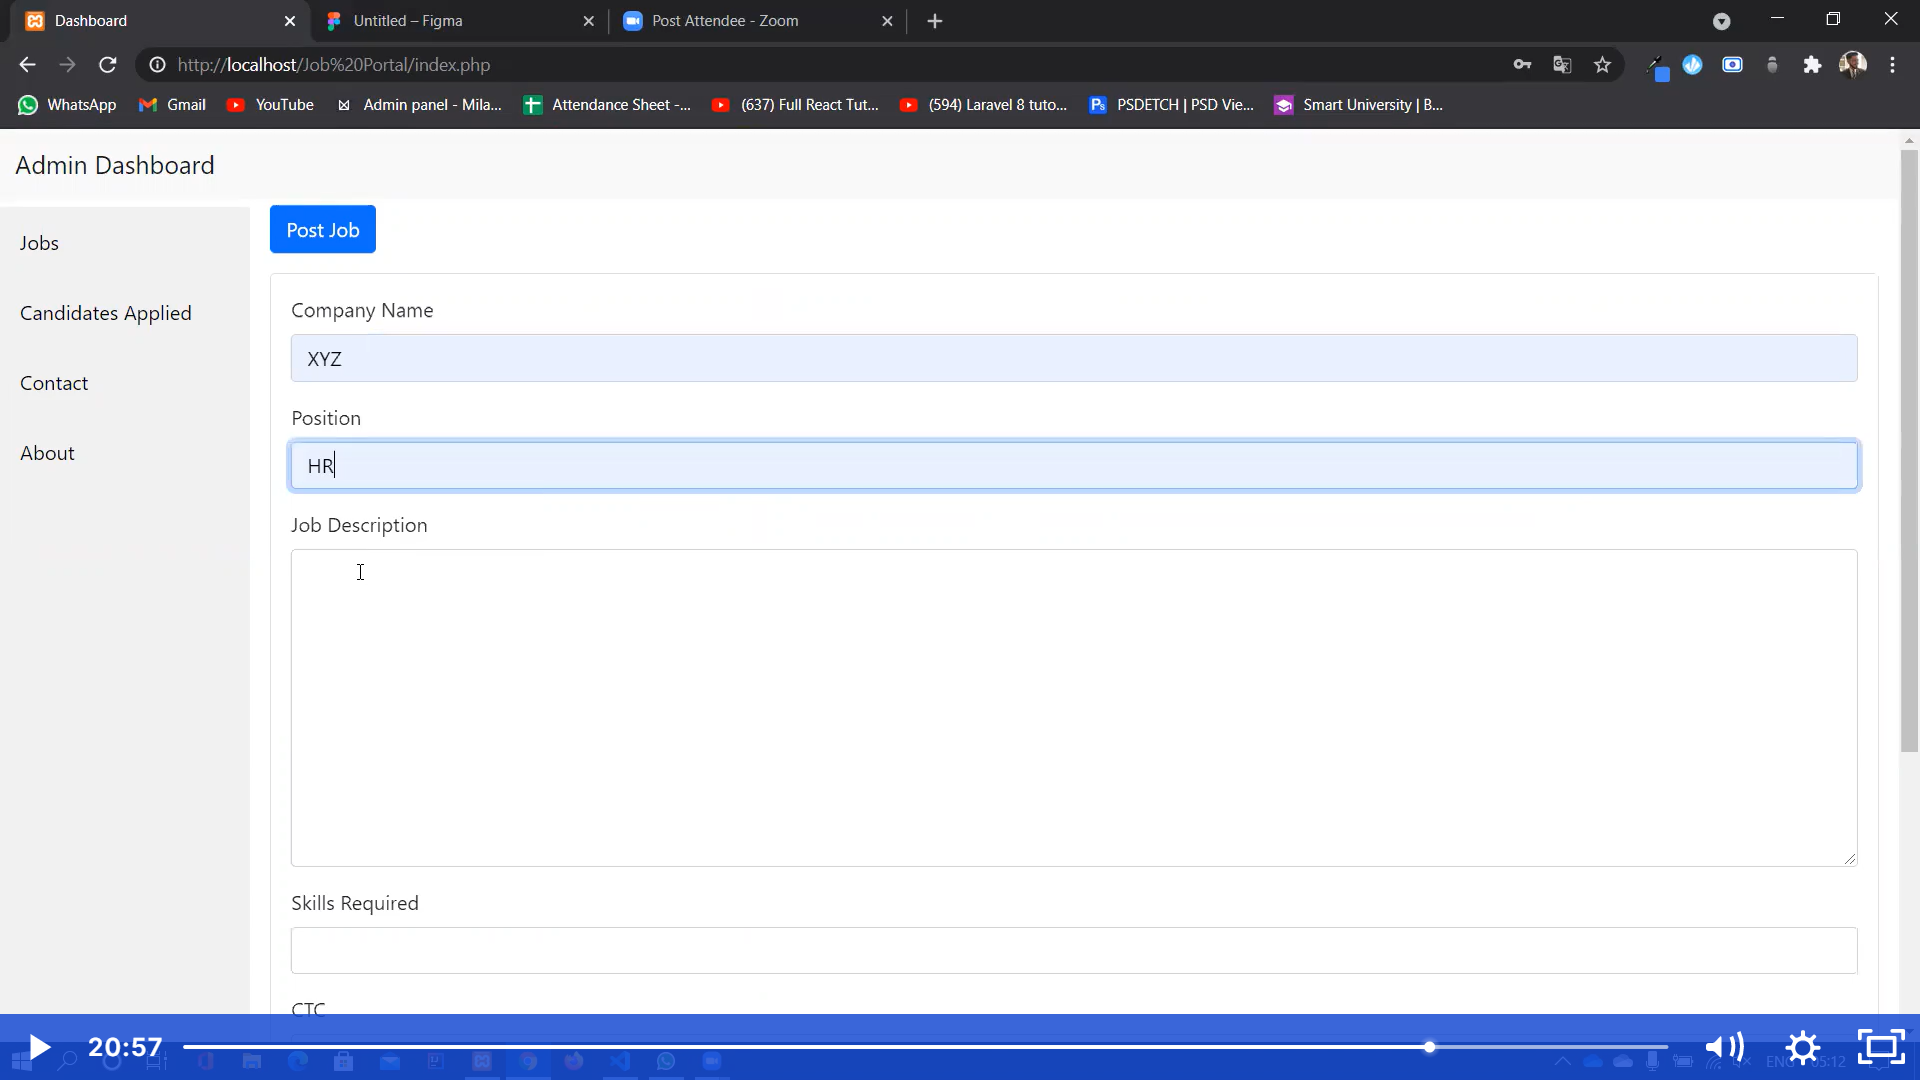 Dashboard
Untitled – Figma
Post Attendee - Zoom
http://localhost/Job%20Portal/index.php
WhatsApp
Gmail
YouTube
Admin panel - Mila...
Attendance Sheet -...
(637) Full React Tut...
(594) Laravel 8 tuto...
Ps
PSDETCH | PSD Vie...
Smart University | B...
Admin Dashboard
Jobs
Candidates Applied
Contact
About
Post Job
Company Name
XYZ
Position
HR
Job Description
Skills Required
CTC
20:57